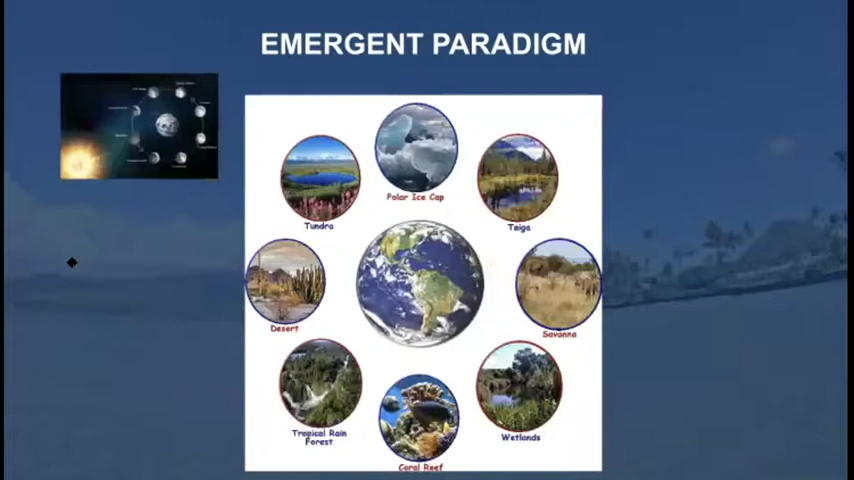 EMERGENT PARADIGM
Polar Ice Cap
Tundra
Taiga
Desert
Savanna
Tropical Rain
Forest
Wetlands
Coral Reef